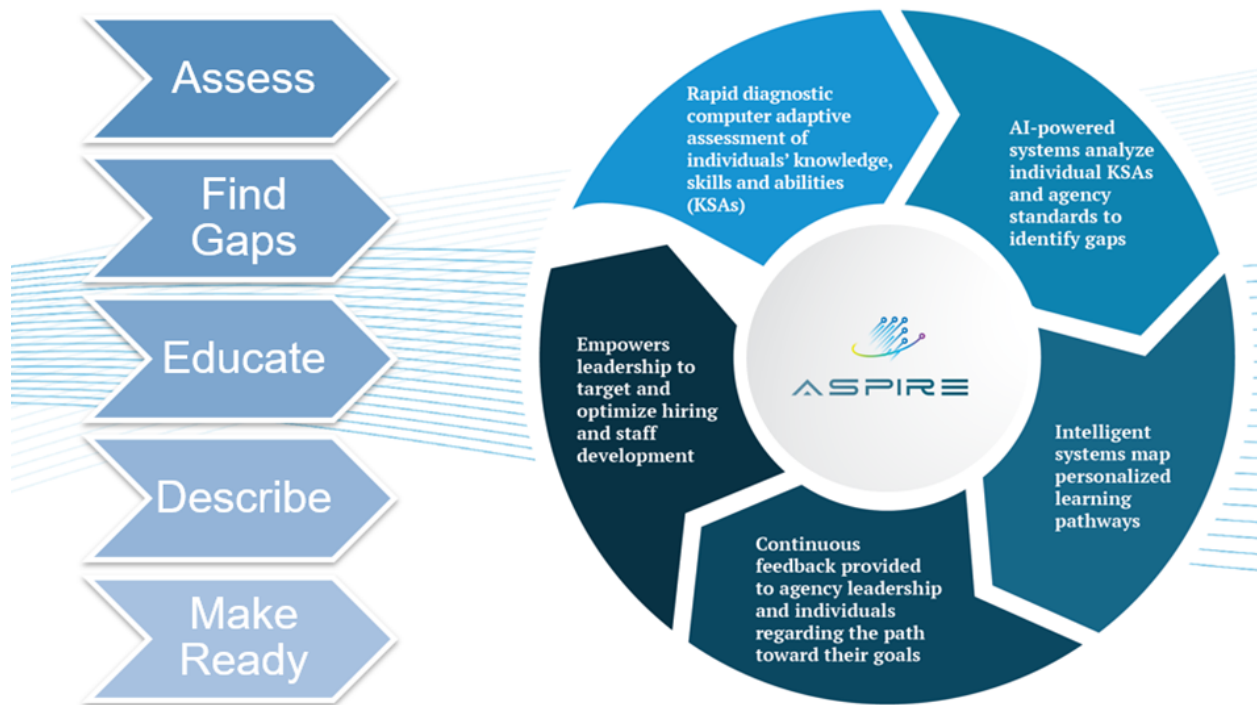 Assess
Find
Gaps
Educate
Describe
Make
Ready
Rapid diagnostic
computer adaptive
assessment of
individuals’ knowledge,
skills and abilities
(KSAs)
AI-powered
systems analyze
individual KSAs
and agency
standards to
identify gaps
Intelligent
systems map
personalized
learning
pathways
Continuous
feedback provided
to agency leadership
and individuals
regarding the path
toward their goals
Empowers
leadership to
target and
optimize hiring
and staff
development
ASPIRE